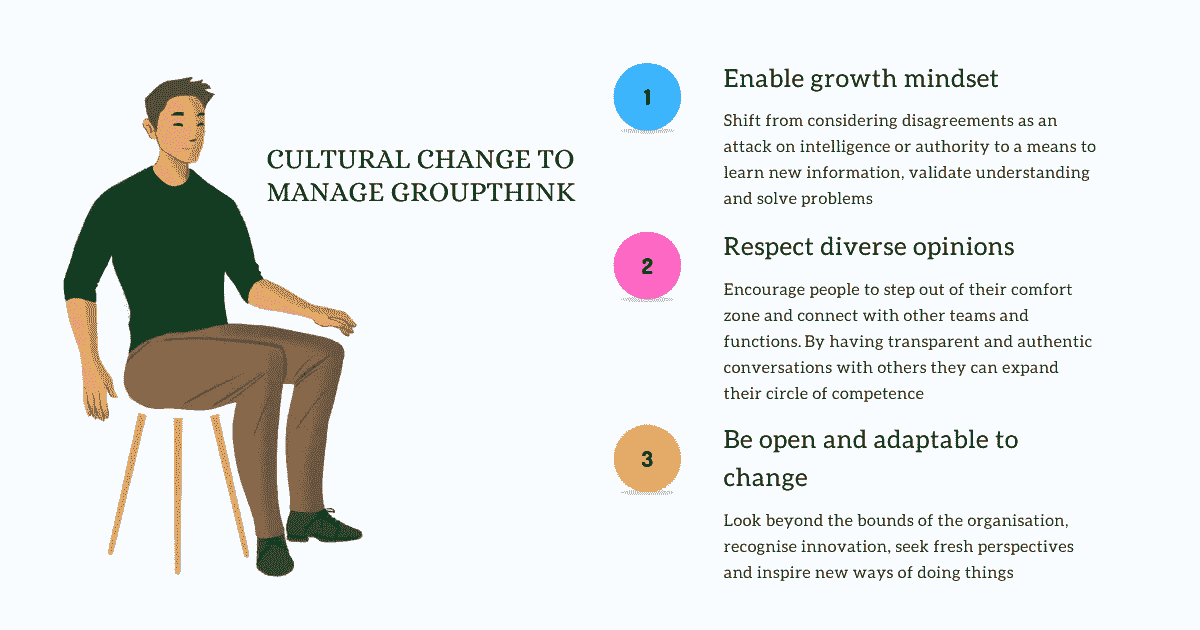 CULTURAL CHANGE TO
MANAGE GROUPTHINK
1
Enable growth mindset
Shift from considering disagreements as an
attack on intelligence or authority to a means to
learn new information, validate understanding
and solve problems
2
Respect diverse opinions
Encourage people to step out of their comfort
zone and connect with other teams and
functions. By having transparent and authentic
conversations with others they can expand
their circle of competence
3
Be open and adaptable to
change
Look beyond the bounds of the organisation,
recognise innovation, seek fresh perspectives
and inspire new ways of doing things